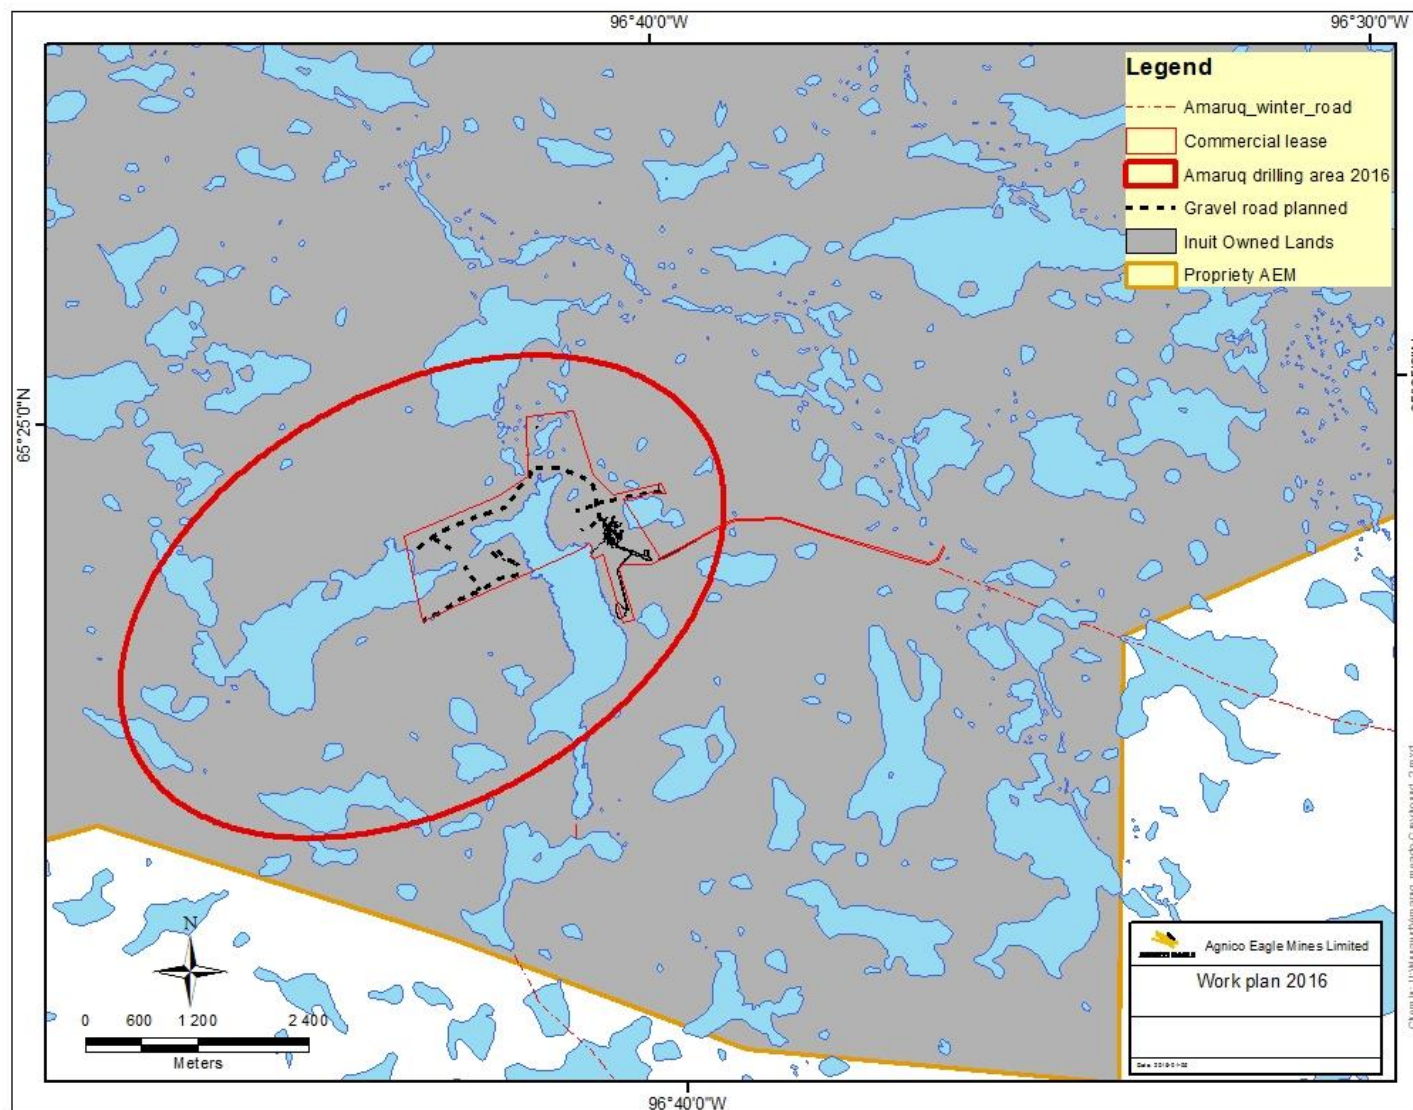 96°40'0"W
96°30'0"W
Legend
Amaruq_winter_road
Commercial lease
Amaruq drilling area 2016
Gravel road planned
Inuit Owned Lands
Propriety AEM
65°25'0"N
N
0 600 1 200 2 400
Meters
AGNICO EAGLE
Agnico Eagle Mines Limited
Work plan 2016
96°40'0"W